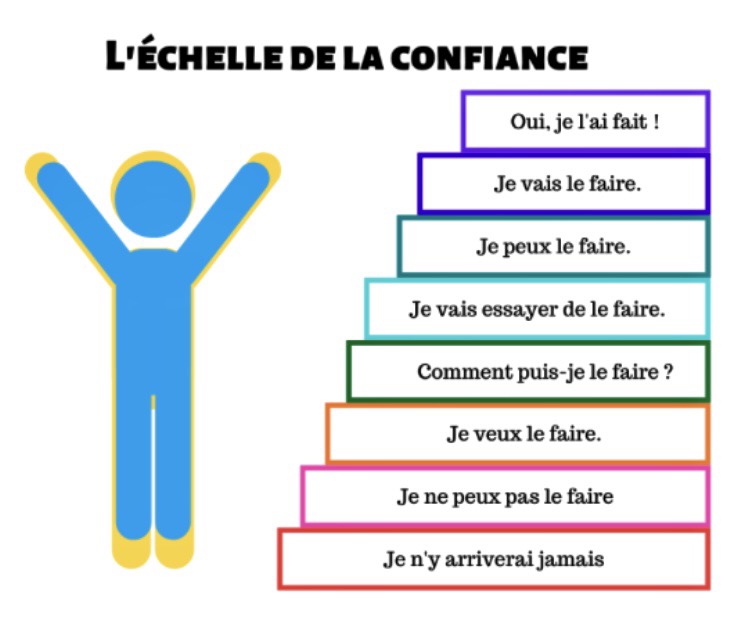 L'ÉCHELLE DE LA CONFIANCE
Oui, je l'ai fait !
Je vais le faire.
Je peux le faire.
Je vais essayer de le faire.
Comment puis-je le faire ?
Je veux le faire.
Je ne peux pas le faire
Je n'y arriverai jamais